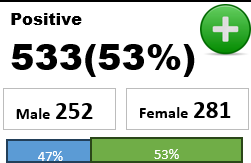 Positive
533(53%)
Male 252 Female 281
47% 53%